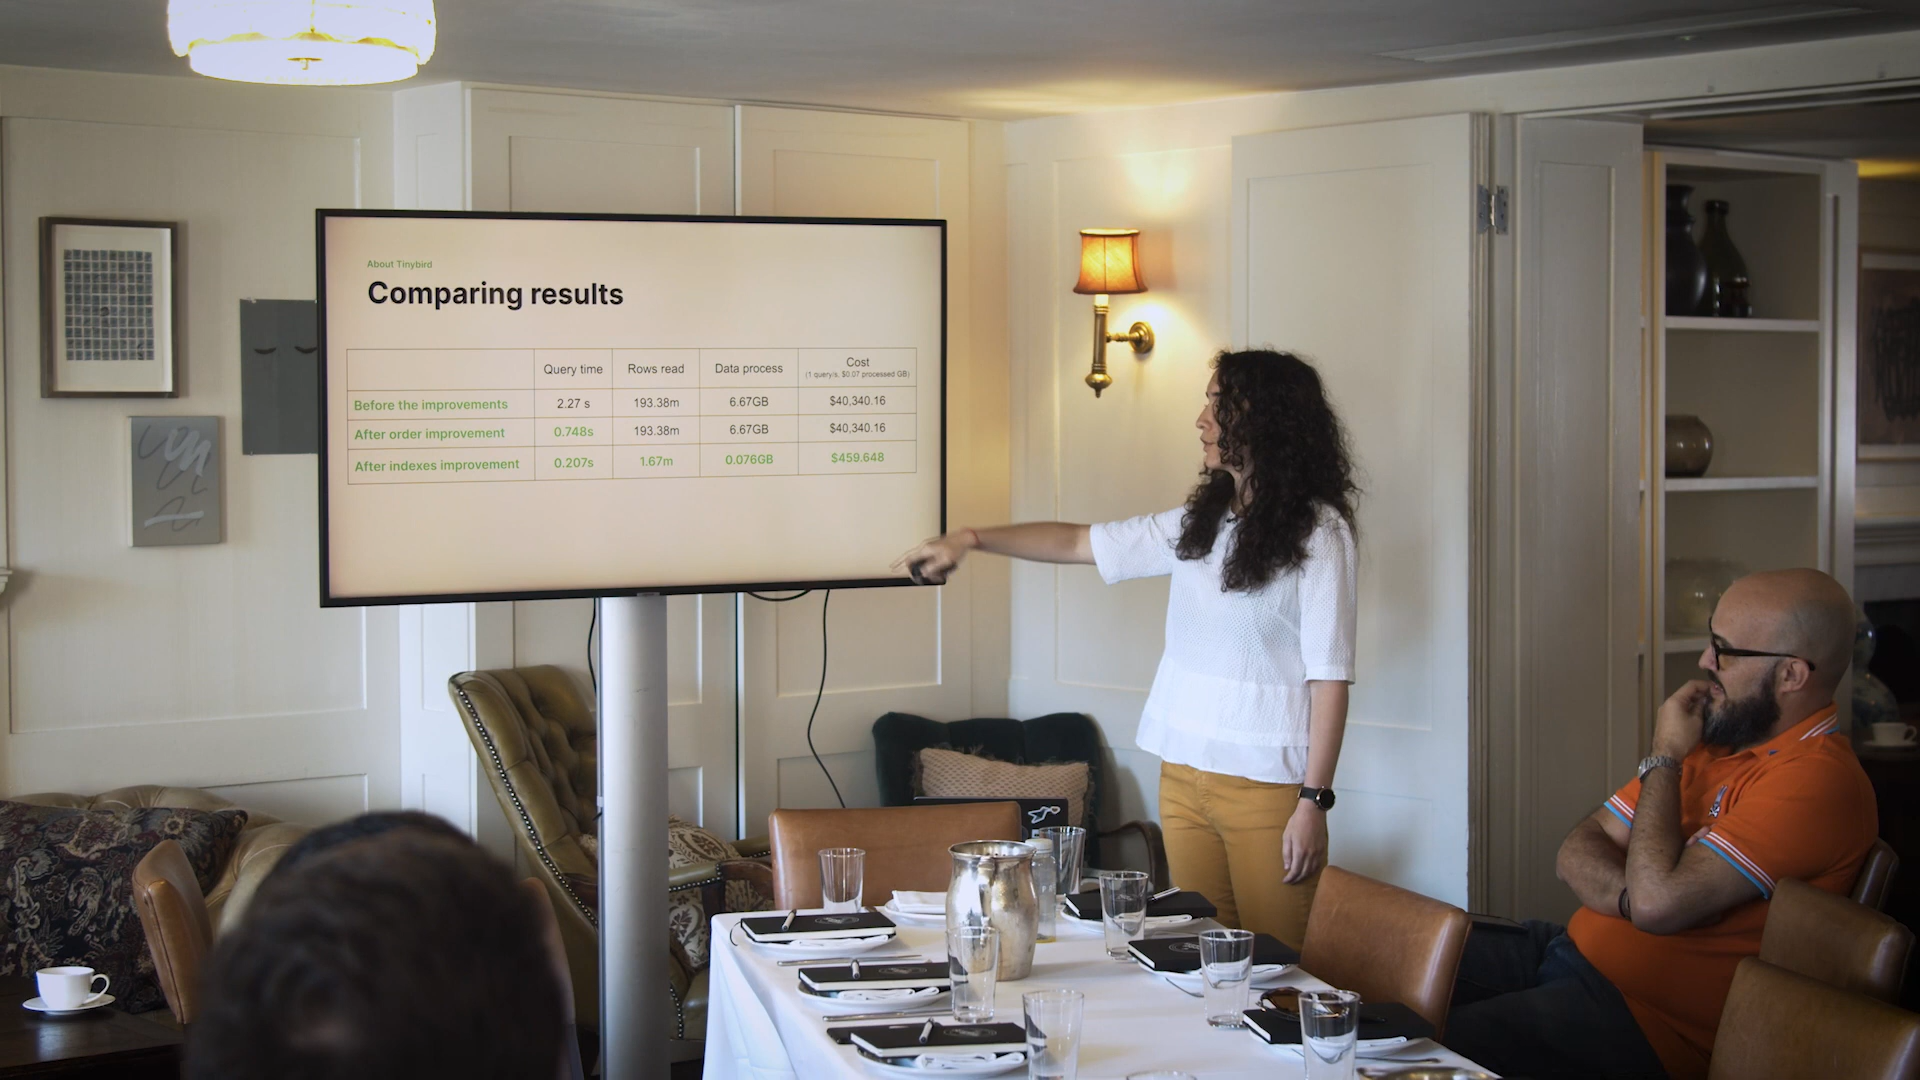 About Tinybird
Comparing results
Query time Rows read Data process Cost
(1 query/s, $0.07 processed GB)
Before the improvements 2.27 s 193.38m 6.67GB $40,340.16
After order improvement 0.748s 193.38m 6.67GB $40,340.16
After indexes improvement 0.207s 1.67m 0.076GB $459.648